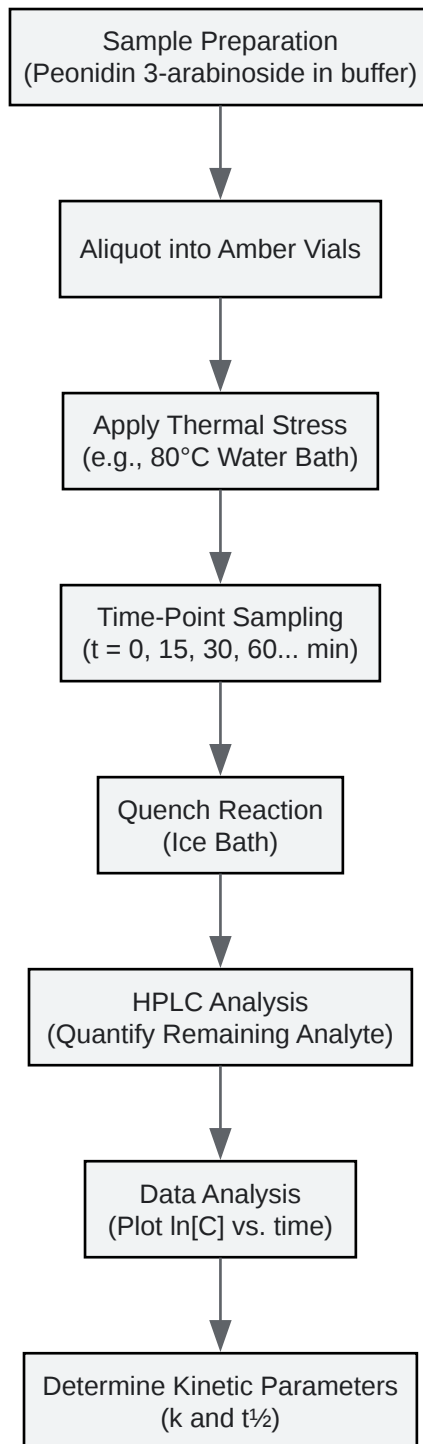 Sample Preparation
(Peonidin 3-arabinoside in buffer)
Aliquot into Amber Vials
Apply Thermal Stress
(e.g., 80°C Water Bath)
Time-Point Sampling
(t = 0, 15, 30, 60... min)
Quench Reaction
(Ice Bath)
HPLC Analysis
(Quantify Remaining Analyte)
Data Analysis
(Plot ln[C] vs. time)
Determine Kinetic Parameters
(k and t½)